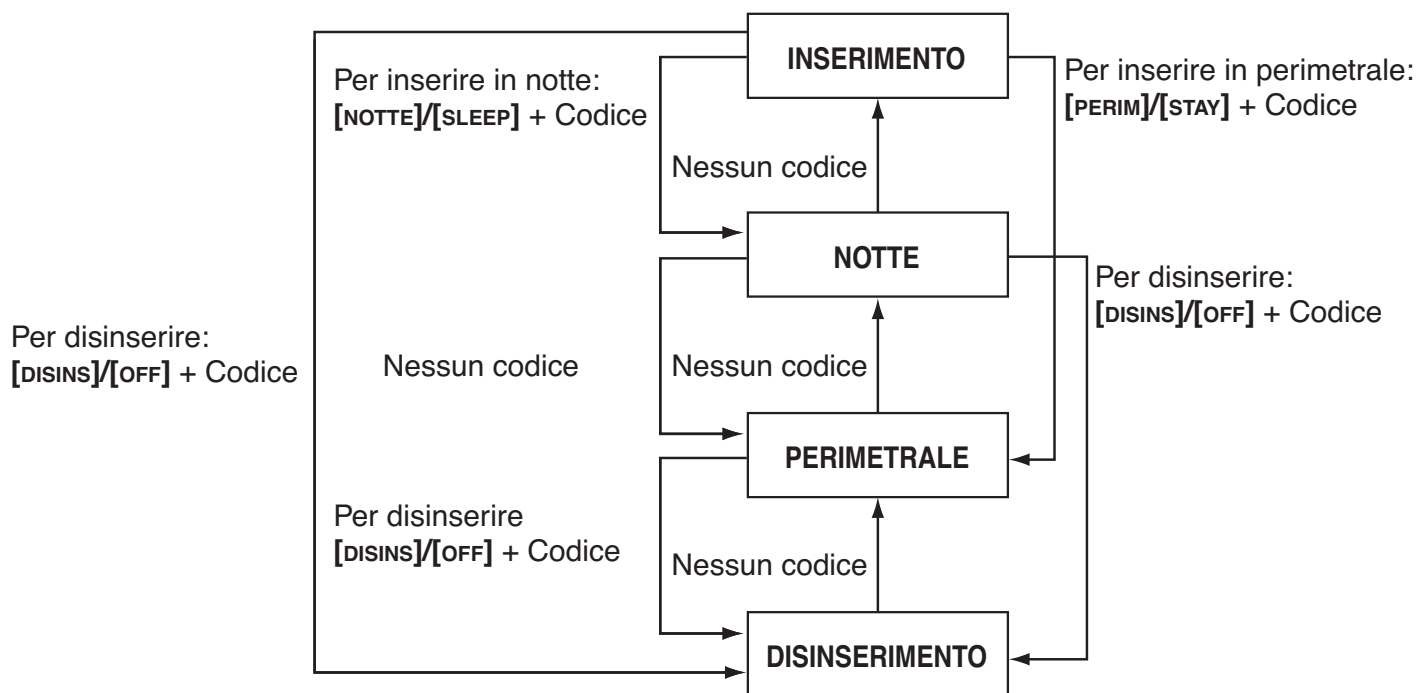 INSERIMENTO
Per inserire in notte:
[NOTTE]/[SLEEP] + Codice
Per inserire in perimetrale:
[PERIM]/[STAY] + Codice
Nessun codice
NOTTE
Per disinserire:
[DISINS]/[OFF] + Codice
Per disinserire:
[DISINS]/[OFF] + Codice
Nessun codice
Nessun codice
PERIMETRALE
Per disinserire
[DISINS]/[OFF] + Codice
Nessun codice
DISINSERIMENTO